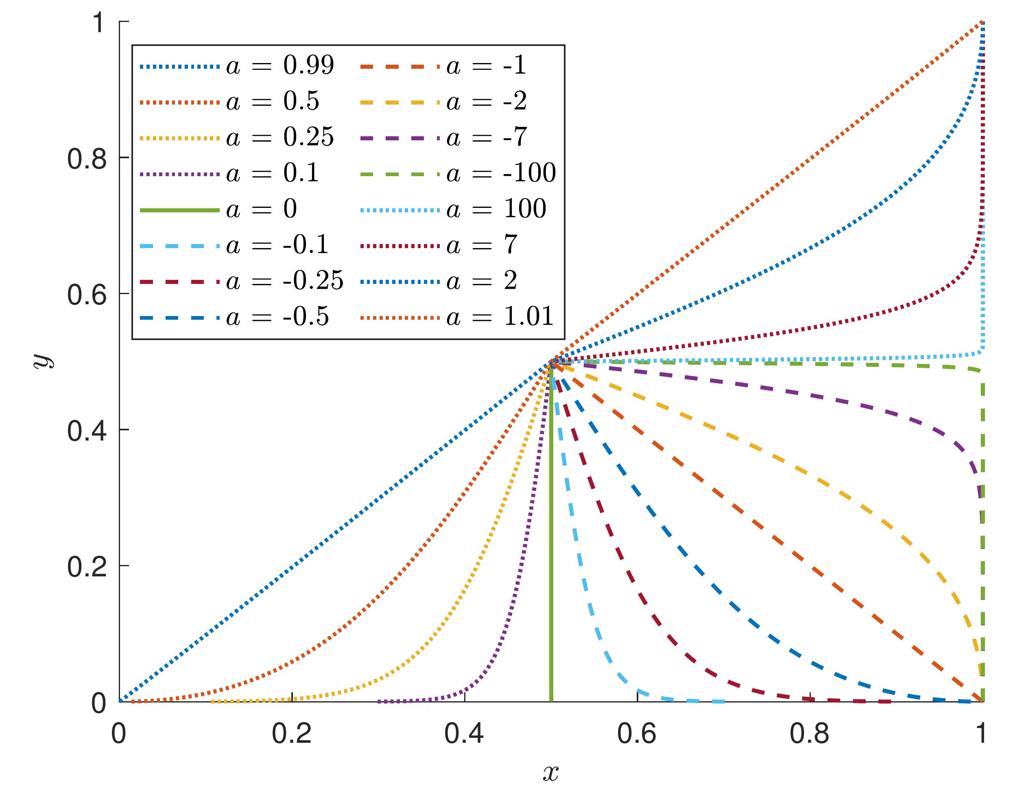 1
0.8
0.6
0.4
0.2
0
y
a = 0.99
a = 0.5
a = 0.25
a = 0.1
a = 0
a = -0.1
a = -0.25
a = -0.5
a = -1
a = -2
a = -7
a = -100
a = 100
a = 7
a = 2
a = 1.01
0
0.2
0.4
0.6
0.8
1
x